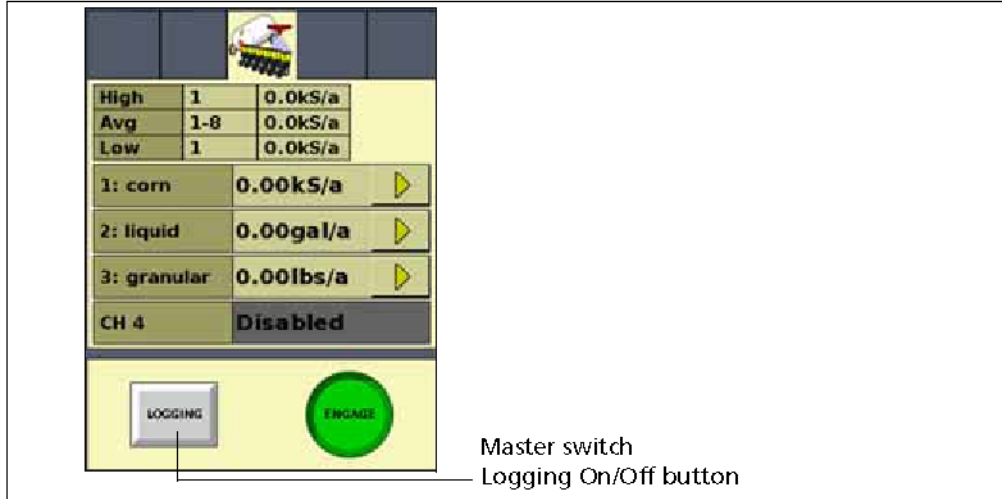 High 1 0.0kS/a
Avg 1-8 0.0kS/a
Low 1 0.0kS/a
1: corn 0.00kS/a
2: liquid 0.00gal/a
3: granular 0.00lbs/a
CH 4 Disabled
LOGGING ENGAGE
Master switch
Logging On/Off button